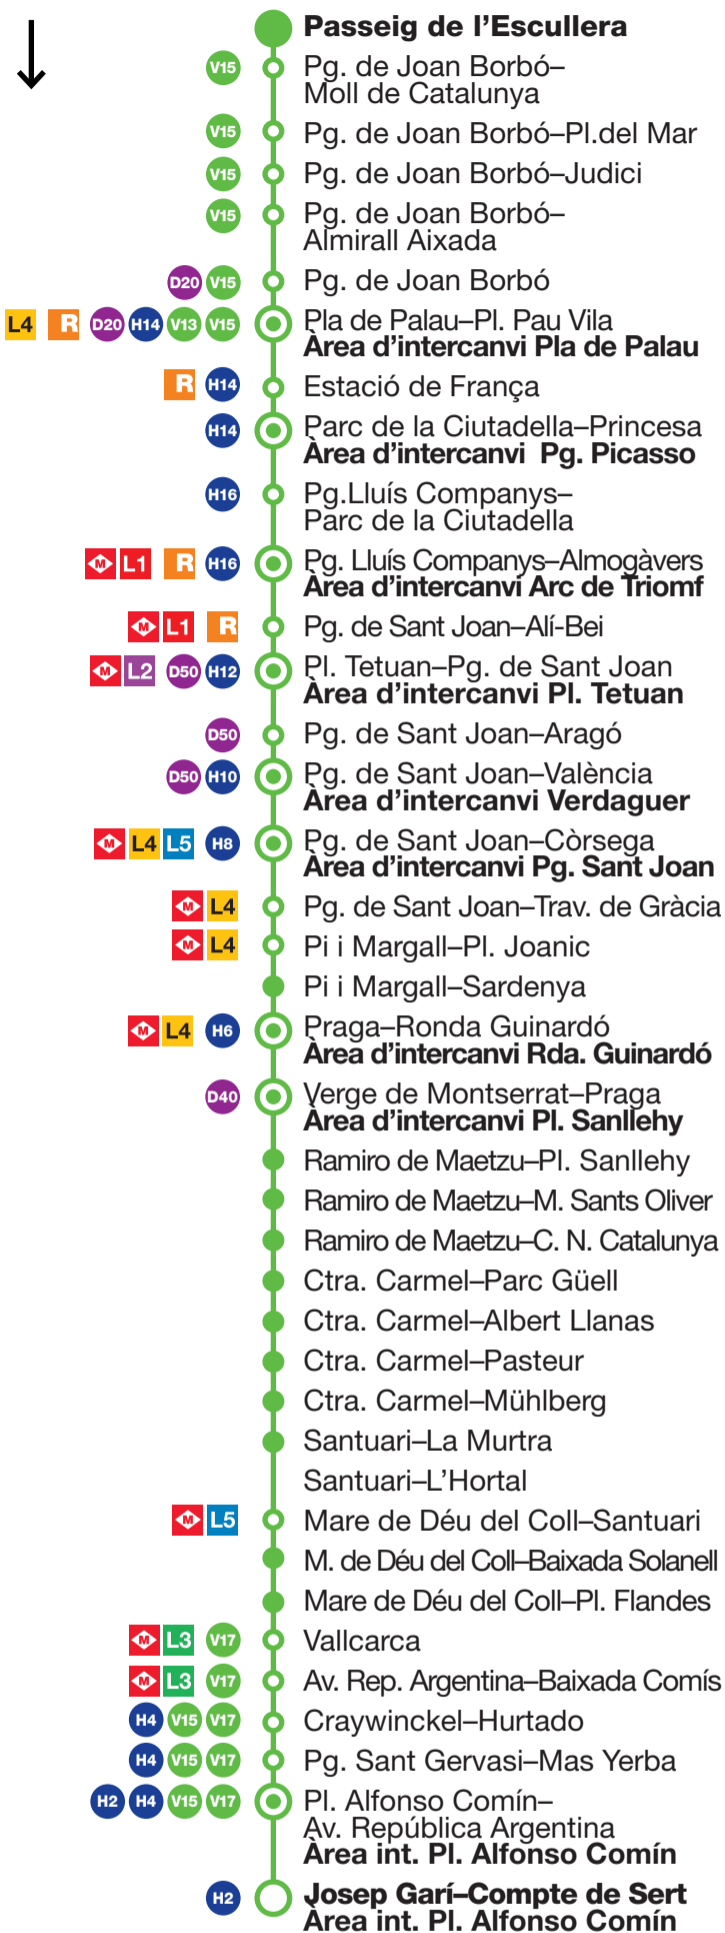 Passeig de l’Escullera
V15 Pg. de Joan Borbó–
Moll de Catalunya
V15 Pg. de Joan Borbó–Pl.del Mar
V15 Pg. de Joan Borbó–Judici
V15 Pg. de Joan Borbó–
Almirall Aixada
D20 V15 Pg. de Joan Borbó
L4 R D20 H14 V13 V15 Pla de Palau–Pl. Pau Vila
Àrea d’intercanvi Pla de Palau
R H14 Estació de França
H14 Parc de la Ciutadella–Princesa
Àrea d’intercanvi Pg. Picasso
H16 Pg.Lluís Companys–
Parc de la Ciutadella
M L1 R H16 Pg. Lluís Companys–Almogàvers
Àrea d’intercanvi Arc de Triomf
M L1 R Pg. de Sant Joan–Alí-Bei
M L2 D50 H12 Pl. Tetuan–Pg. de Sant Joan
Àrea d’intercanvi Pl. Tetuan
D50 Pg. de Sant Joan–Aragó
D50 H10 Pg. de Sant Joan–València
Àrea d’intercanvi Verdaguer
M L4 L5 H8 Pg. de Sant Joan–Còrsega
Àrea d’intercanvi Pg. Sant Joan
M L4 Pg. de Sant Joan–Trav. de Gràcia
M L4 Pi i Margall–Pl. Joanic
Pi i Margall–Sardenya
M L4 H6 Praga–Ronda Guinardó
Àrea d’intercanvi Rda. Guinardó
D40 Verge de Montserrat–Praga
Àrea d’intercanvi Pl. Sanllehy
Ramiro de Maetzu–Pl. Sanllehy
Ramiro de Maetzu–M. Sants Oliver
Ramiro de Maetzu–C. N. Catalunya
Ctra. Carmel–Parc Güell
Ctra. Carmel–Albert Llanas
Ctra. Carmel–Pasteur
Ctra. Carmel–Mühlberg
Santuari–La Murtra
Santuari–L’Hortal
M L5 Mare de Déu del Coll–Santuari
M. de Déu del Coll–Baixada Solanell
Mare de Déu del Coll–Pl. Flandes
M L3 V17 Vallcarca
M L3 V17 Av. Rep. Argentina–Baixada Comís
H4 V15 V17 Craywinckel–Hurtado
H4 V15 V17 Pg. Sant Gervasi–Mas Yerba
H2 H4 V15 V17 Pl. Alfonso Comín–
Av. República Argentina
Àrea int. Pl. Alfonso Comín
H2 Josep Garí–Compte de Sert
Àrea int. Pl. Alfonso Comín